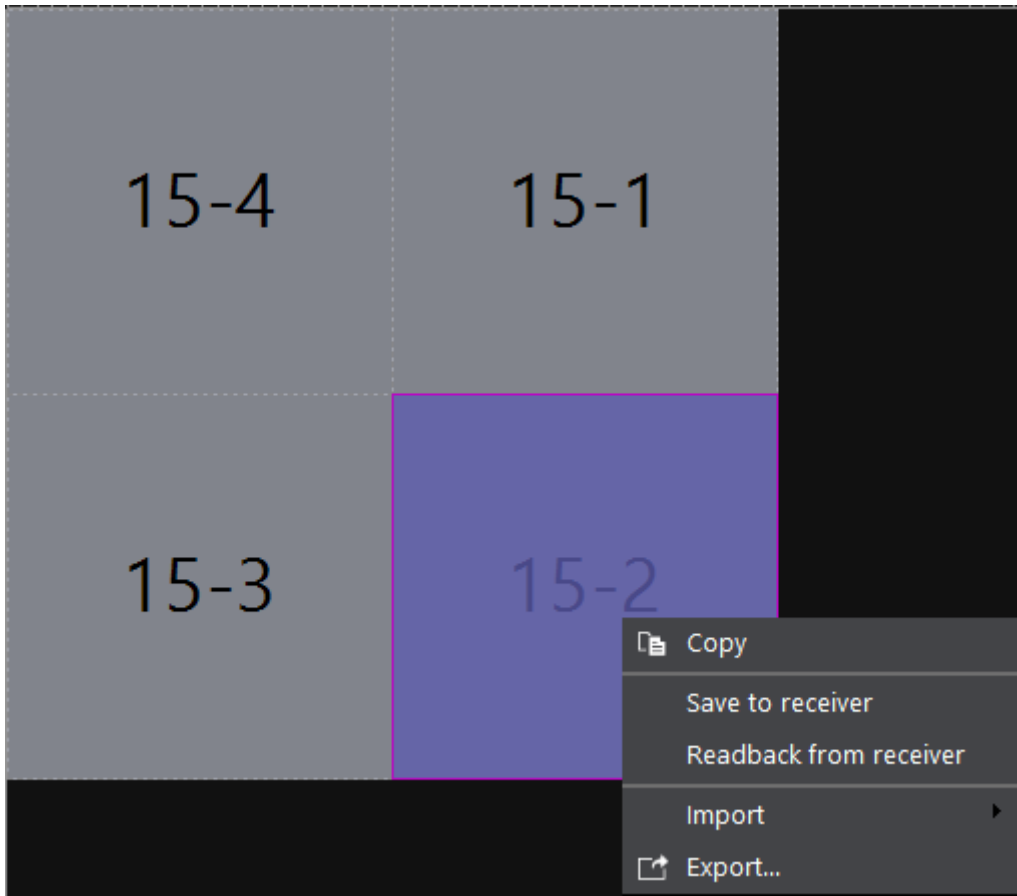 15-4
15-1
15-3
15-2
Copy
Save to receiver
Readback from receiver
Import
Export...